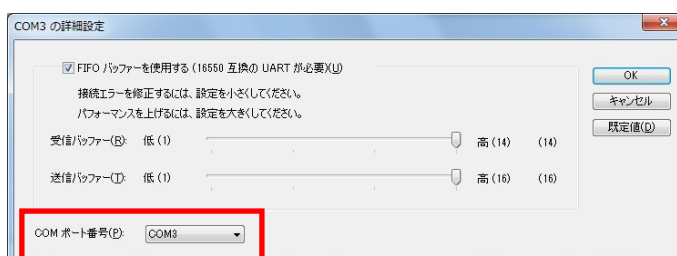 COM3 の詳細設定
FIFO バッファーを使用する (16550 互換の UART が必要)(U)
OK
接続エラーを修正するには、設定を小さくしてください。
キャンセル
パフォーマンスを上げるには、設定を大きくしてください。
既定値(D)
受信バッファー(R): 低 (1) 高 (14) (14)
送信バッファー(T): 低 (1) 高 (16) (16)
COM ポート番号(P): COM3